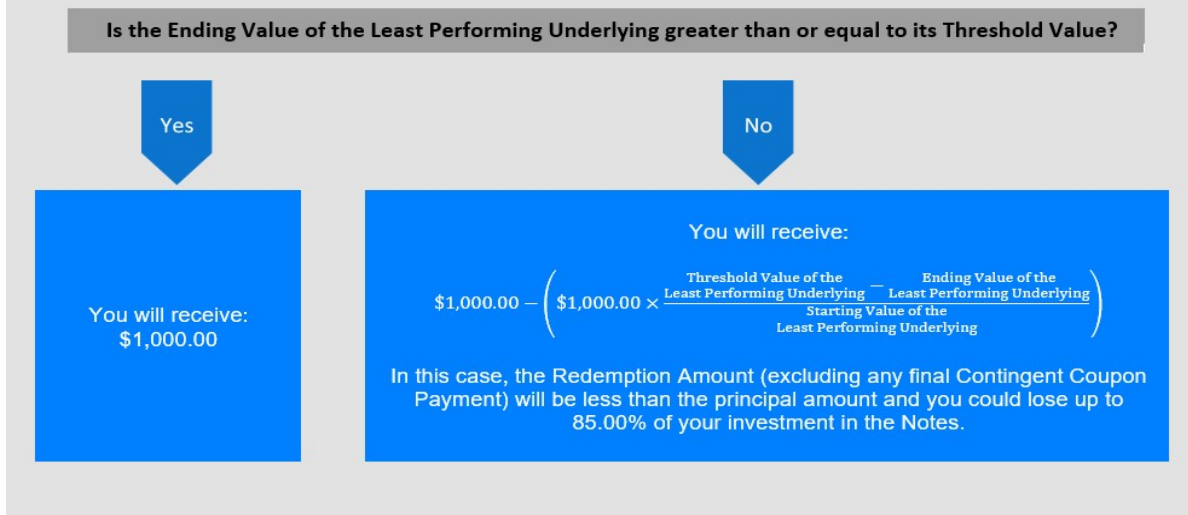 Is the Ending Value of the Least Performing Underlying greater than or equal to its Threshold Value?
Yes
No
You will receive:
$1,000.00
You will receive:
$1,000.00 − ( $1,000.00 × (Threshold Value of the Least Performing Underlying − Ending Value of the Least Performing Underlying) / Starting Value of the Least Performing Underlying )
In this case, the Redemption Amount (excluding any final Contingent Coupon
Payment) will be less than the principal amount and you could lose up to
85.00% of your investment in the Notes.